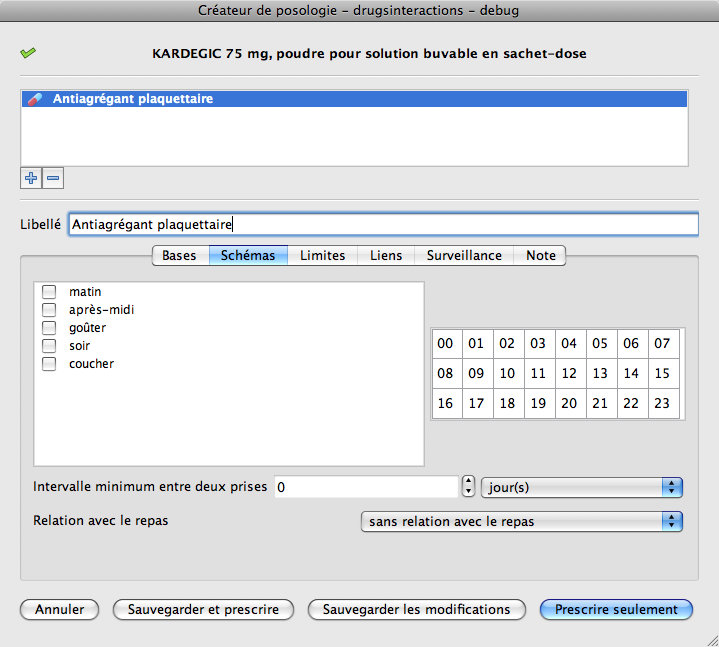 Créateur de posologie - drugsinteractions - debug
KARDEGIC 75 mg, poudre pour solution buvable en sachet-dose
Antiagrégant plaquettaire
Libellé Antiagrégant plaquettaire
Bases Schémas Limites Liens Surveillance Note
matin
après-midi
goûter
soir
coucher
00 01 02 03 04 05 06 07
08 09 10 11 12 13 14 15
16 17 18 19 20 21 22 23
Intervalle minimum entre deux prises 0 jour(s)
Relation avec le repas sans relation avec le repas
Annuler Sauvegarder et prescrire Sauvegarder les modifications Prescrire seulement